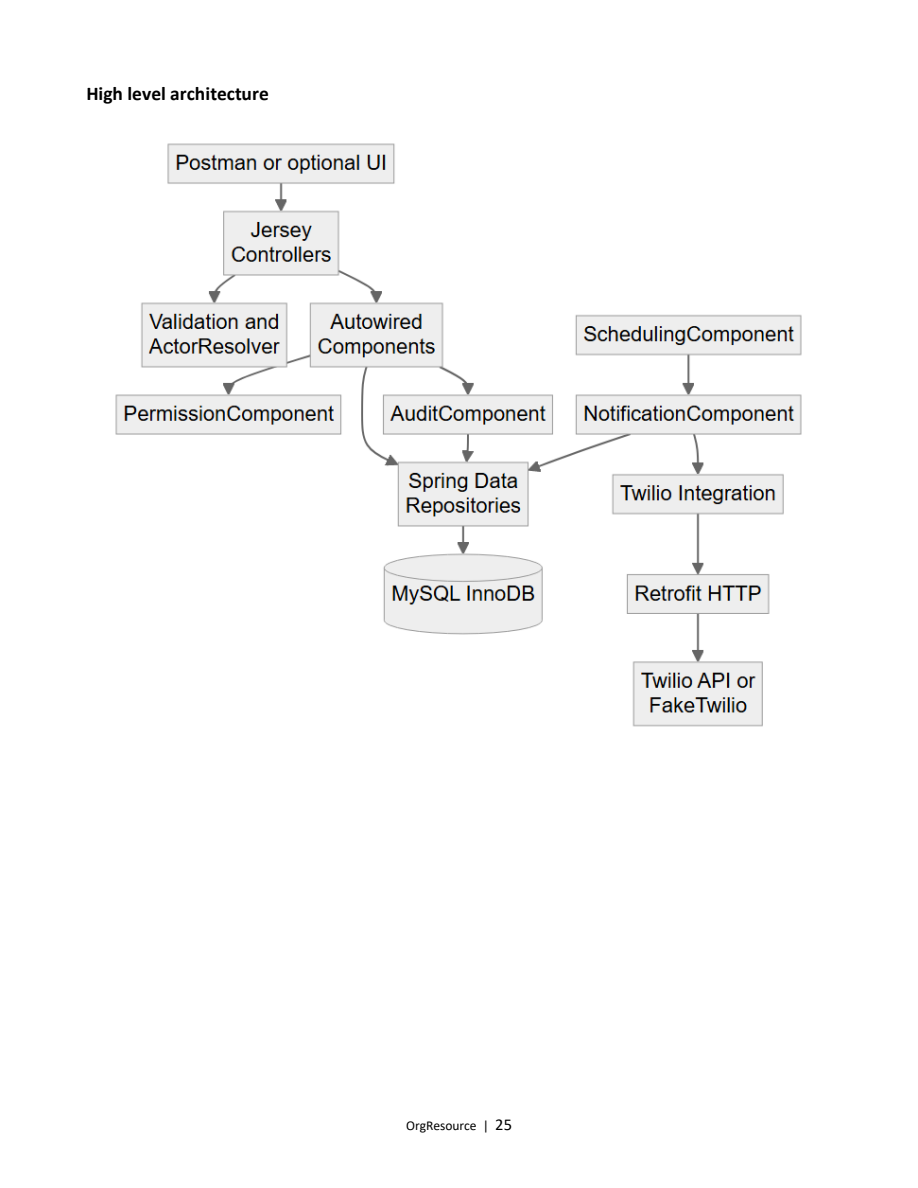 High level architecture
Postman or optional UI
Jersey
Controllers
Validation and
ActorResolver
Autowired
Components
SchedulingComponent
PermissionComponent
AuditComponent
NotificationComponent
Spring Data
Repositories
Twilio Integration
MySQL InnoDB
Retrofit HTTP
Twilio API or
FakeTwilio
OrgResource | 25